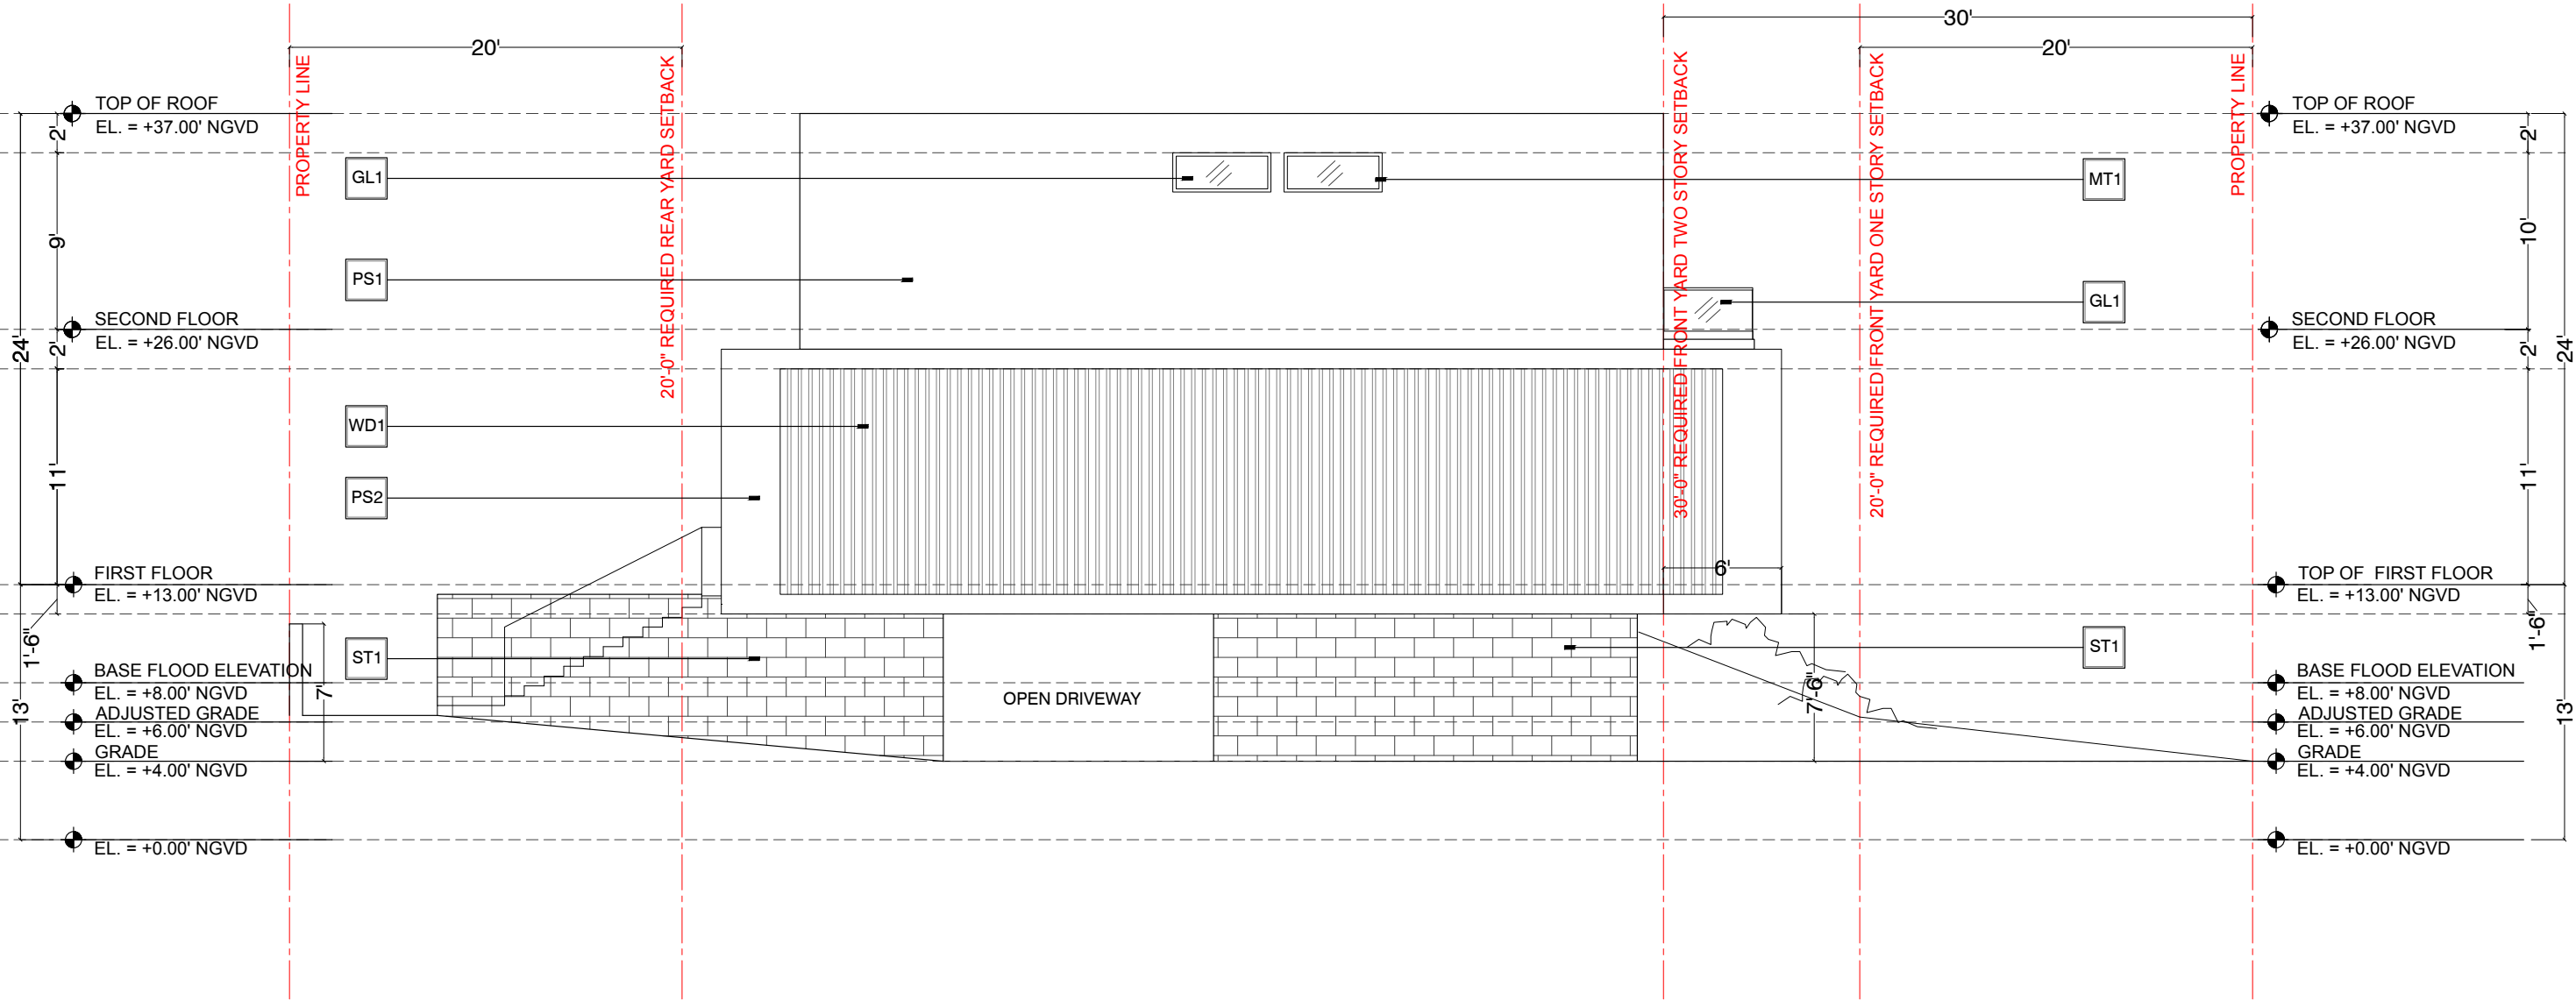 30'
20'
20'
PROPERTY LINE
20'-0" REQUIRED REAR YARD SETBACK
30'-0" REQUIRED FRONT YARD TWO STORY SETBACK
20'-0" REQUIRED FRONT YARD ONE STORY SETBACK
PROPERTY LINE
TOP OF ROOF
EL. = +37.00' NGVD
2'
GL1
9'
PS1
SECOND FLOOR
EL. = +26.00' NGVD
24'
2'
WD1
11'
PS2
FIRST FLOOR
EL. = +13.00' NGVD
1'-6"
ST1
BASE FLOOD ELEVATION
EL. = +8.00' NGVD
7'
13'
ADJUSTED GRADE
EL. = +6.00' NGVD
GRADE
EL. = +4.00' NGVD
EL. = +0.00' NGVD
OPEN DRIVEWAY
6'
7'-6"
TOP OF ROOF
EL. = +37.00' NGVD
2'
MT1
10'
GL1
SECOND FLOOR
EL. = +26.00' NGVD
24'
2'
11'
TOP OF FIRST FLOOR
EL. = +13.00' NGVD
1'-6"
ST1
BASE FLOOD ELEVATION
EL. = +8.00' NGVD
ADJUSTED GRADE
EL. = +6.00' NGVD
13'
GRADE
EL. = +4.00' NGVD
EL. = +0.00' NGVD